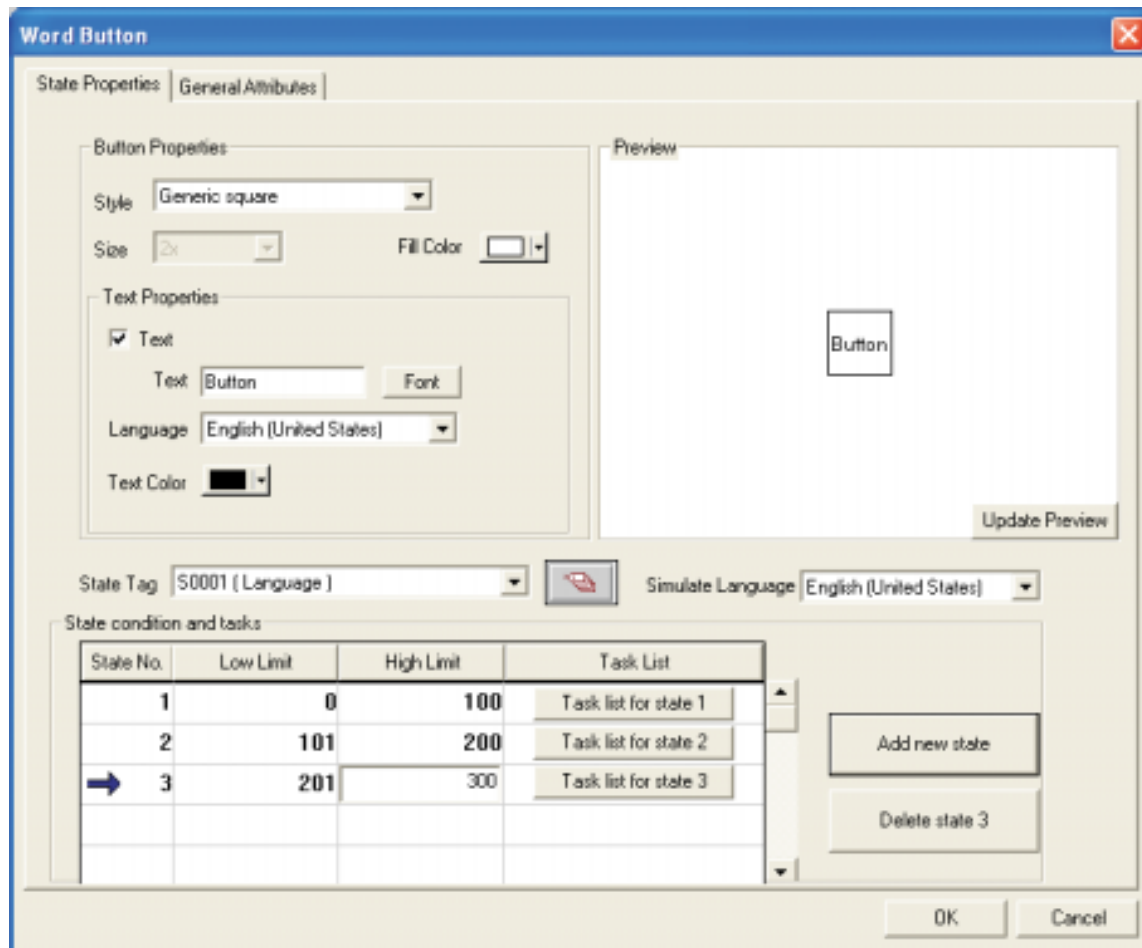 Word Button
State Properties General Attributes
Button Properties
Preview
Style Generic square
Size 2x Fill Color
Text Properties
Text
Text Button Font
Language English (United States)
Text Color
Button
Update Preview
State Tag S0001 ( Language ) Simulate Language English (United States)
State condition and tasks
State No. Low Limit High Limit Task List
1 0 100 Task list for state 1
2 101 200 Task list for state 2
3 201 300 Task list for state 3
Add new state
Delete state 3
OK Cancel